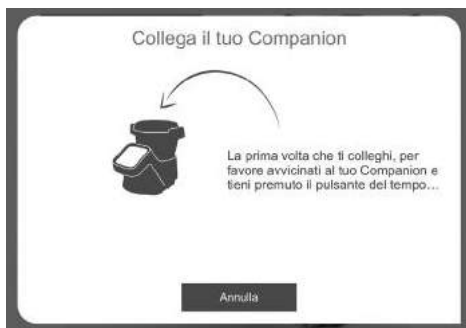 Collega il tuo Companion
La prima volta che ti colleghi, per
favore avvicinati al tuo Companion e
tieni premuto il pulsante del tempo...
Annulla